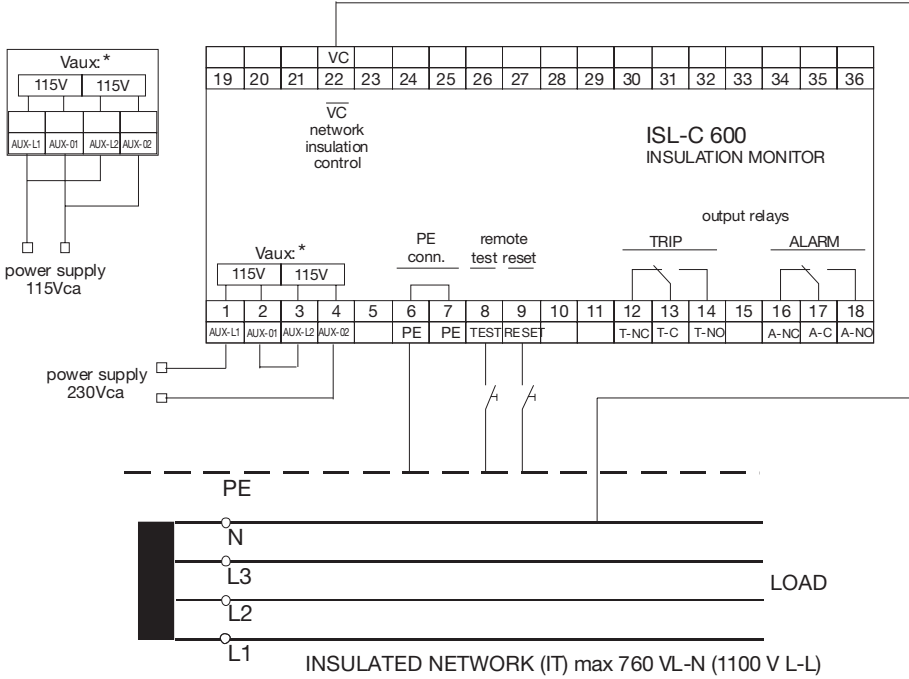 VC
19 20 21 22 23 24 25 26 27 28 29 30 31 32 33 34 35 36
Vaux: *
115V 115V
AUX-L1 AUX-01 AUX-L2 AUX-02
power supply
115Vca
VC
network
insulation
control
ISL-C 600
INSULATION MONITOR
output relays
PE
conn.
remote
test reset
TRIP
ALARM
Vaux: *
115V 115V
1 2 3 4 5 6 7 8 9 10 11 12 13 14 15 16 17 18
AUX-L1 AUX-01 AUX-L2 AUX-02 PE PE TEST RESET T-NC T-C T-NO A-NC A-C A-NO
power supply
230Vca
PE
N
L3
L2
L1
LOAD
INSULATED NETWORK (IT) max 760 VL-N (1100 V L-L)